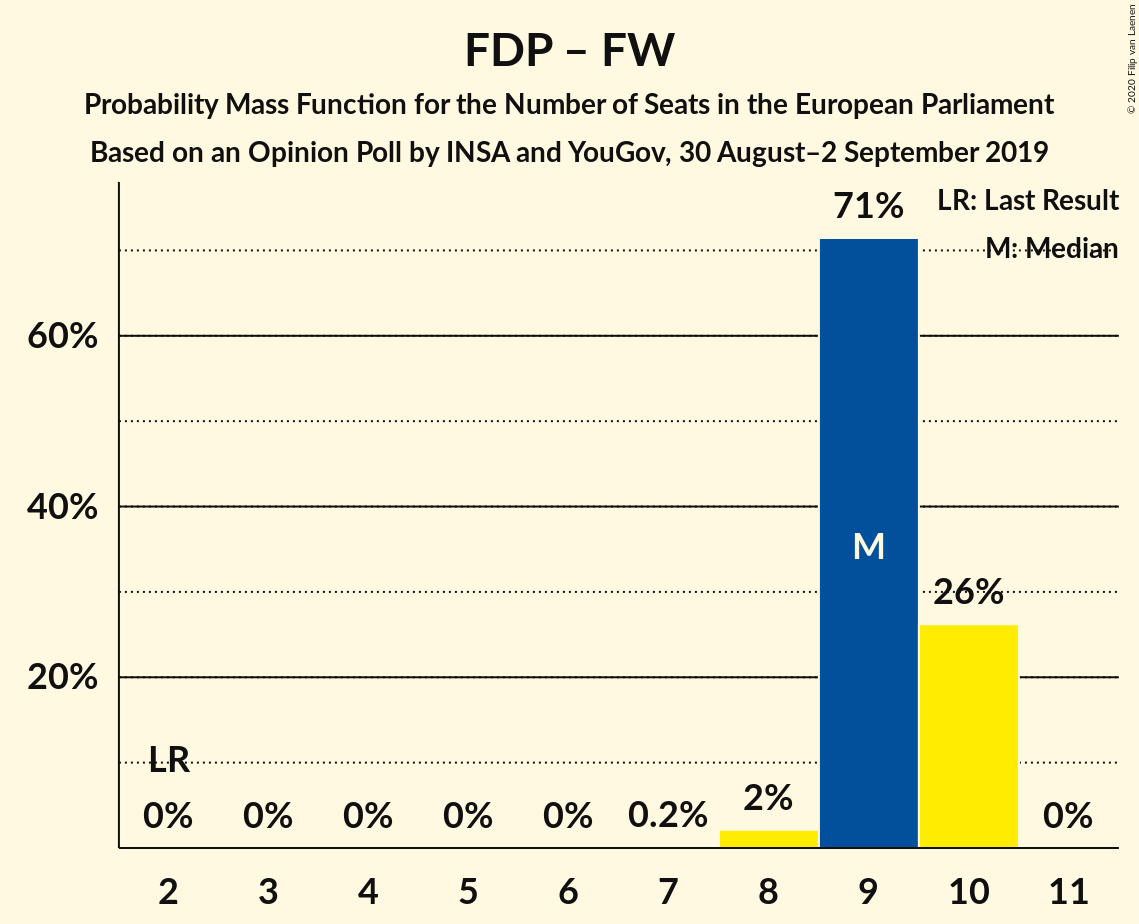 FDP – FW
Probability Mass Function for the Number of Seats in the European Parliament
Based on an Opinion Poll by INSA and YouGov, 30 August–2 September 2019
© 2020 Filip van Laenen
LR: Last Result
M: Median
71%
60%
40%
M
26%
20%
LR
0% 0% 0% 0% 0% 0.2% 2% 0%
2 3 4 5 6 7 8 9 10 11